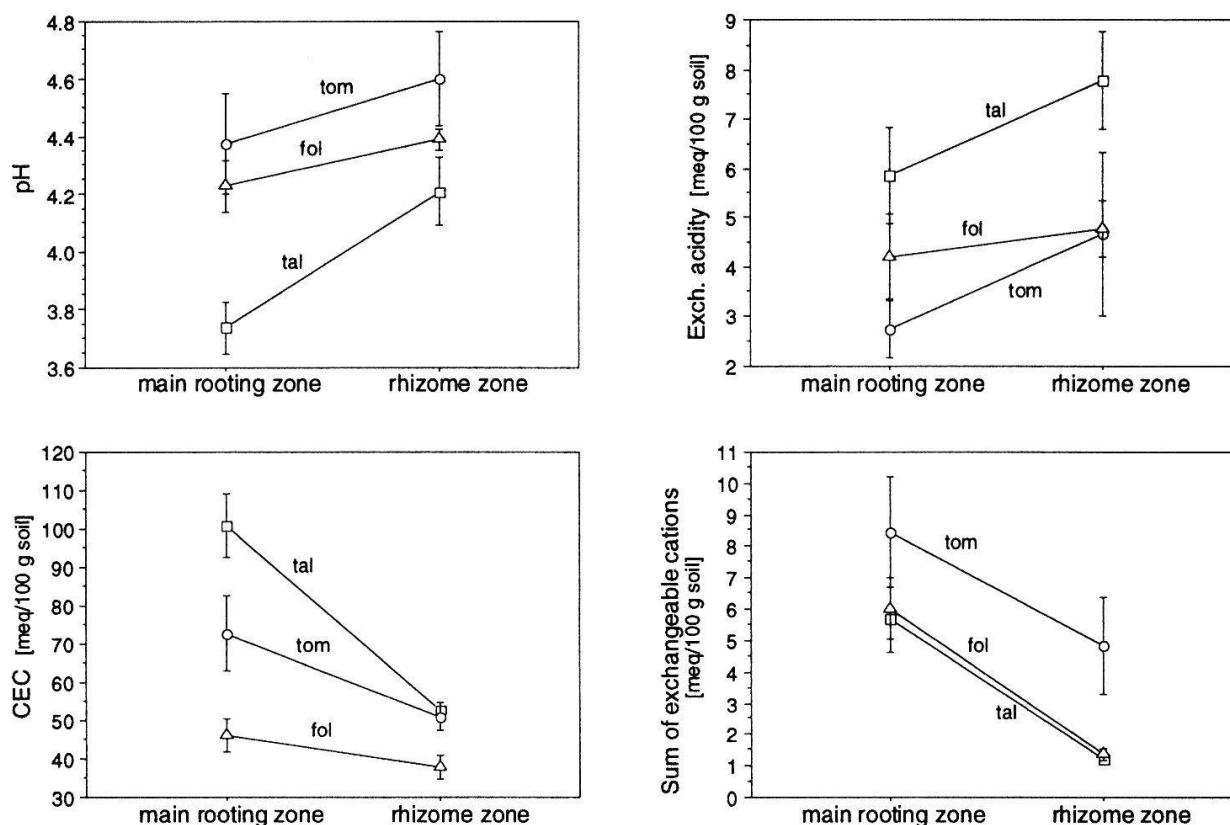 4.8
4.6
4.4
4.2
4.0
3.8
3.6
pH
tom
fol
tal
main rooting zone
rhizome zone
9
8
7
6
5
4
3
2
Exch. acidity [meq/100 g soil]
tal
fol
tom
main rooting zone
rhizome zone
120
110
100
90
80
70
60
50
40
30
CEC [meq/100 g soil]
tal
tom
fol
main rooting zone
rhizome zone
11
10
9
8
7
6
5
4
3
2
1
0
Sum of exchangeable cations
[meq/100 g soil]
tom
fol
tal
main rooting zone
rhizome zone